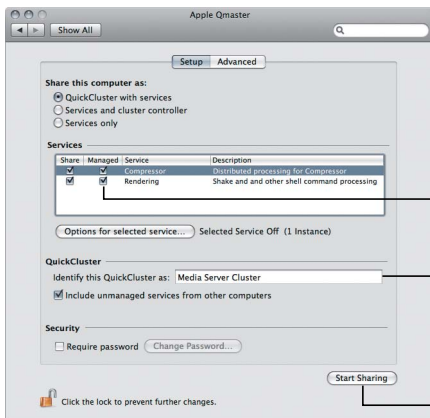 Apple Qmaster
Show All
Setup Advanced
Share this computer as:
QuickCluster with services
Services and cluster controller
Services only
Services
Share Managed Service Description
Compressor Distributed processing for Compressor
Rendering Shake and and other shell command processing
Options for selected service... Selected Service Off (1 Instance)
QuickCluster
Identify this QuickCluster as: Media Server Cluster
Include unmanaged services from other computers
Security
Require password Change Password...
Start Sharing
Click the lock to prevent further changes.